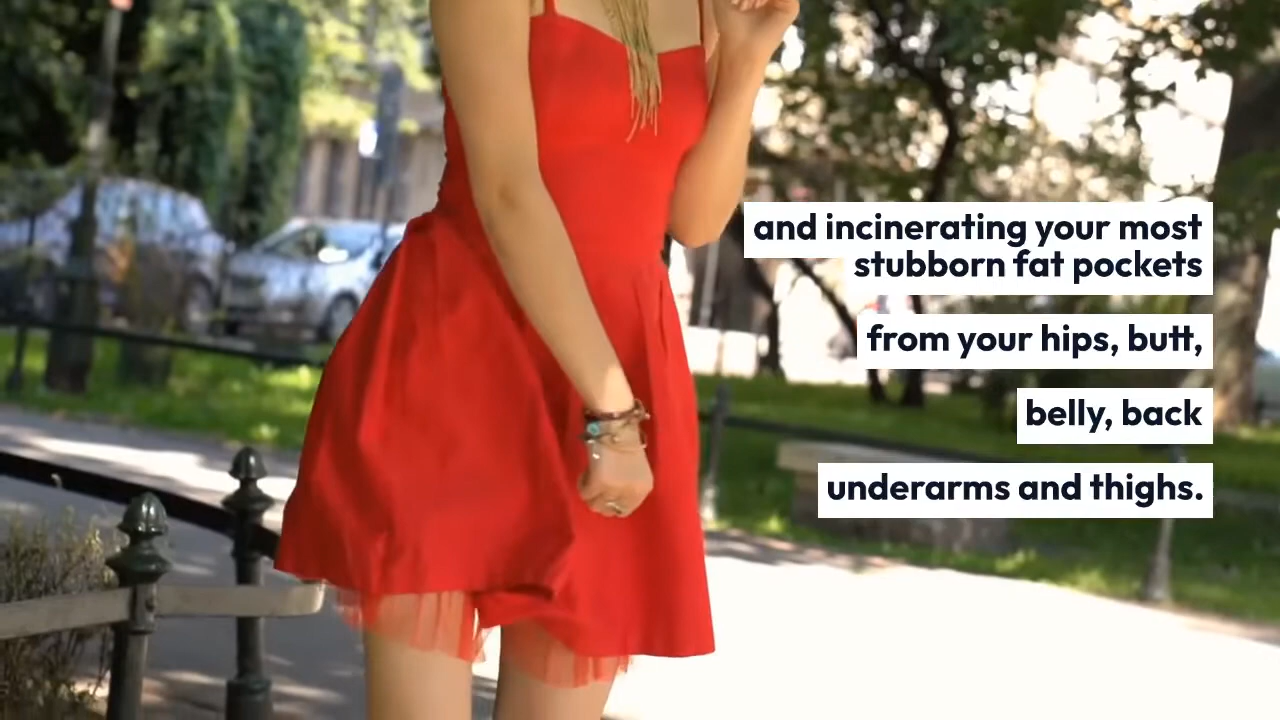 and incinerating your most
stubborn fat pockets
from your hips, butt,
belly, back
underarms and thighs.